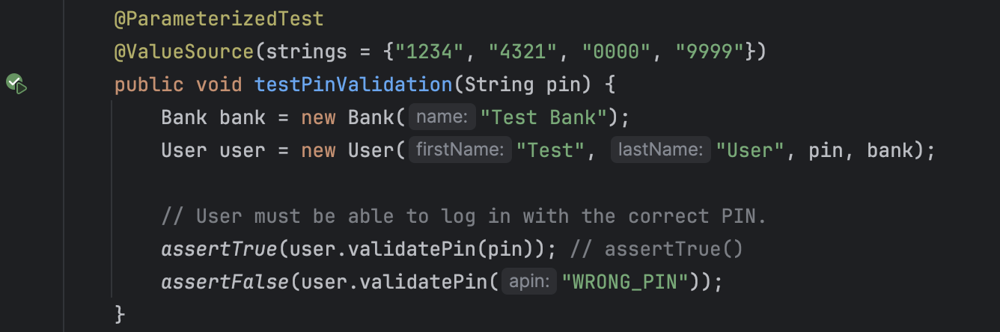 @ParameterizedTest
@ValueSource(strings = {"1234", "4321", "0000", "9999"})
public void testPinValidation(String pin) {
Bank bank = new Bank( name: "Test Bank");
User user = new User( firstName: "Test", lastName: "User", pin, bank);
// User must be able to log in with the correct PIN.
assertTrue(user.validatePin(pin)); // assertTrue()
assertFalse(user.validatePin( apin: "WRONG_PIN"));
}